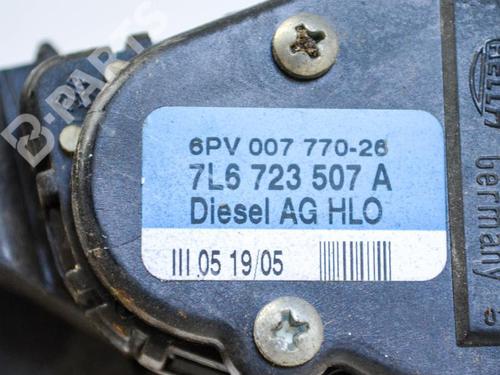 B-PARTS
HELLA
6PV 007 770-26
7L6 723 507 A
Diesel AG HLO
III 05 19/05
germany